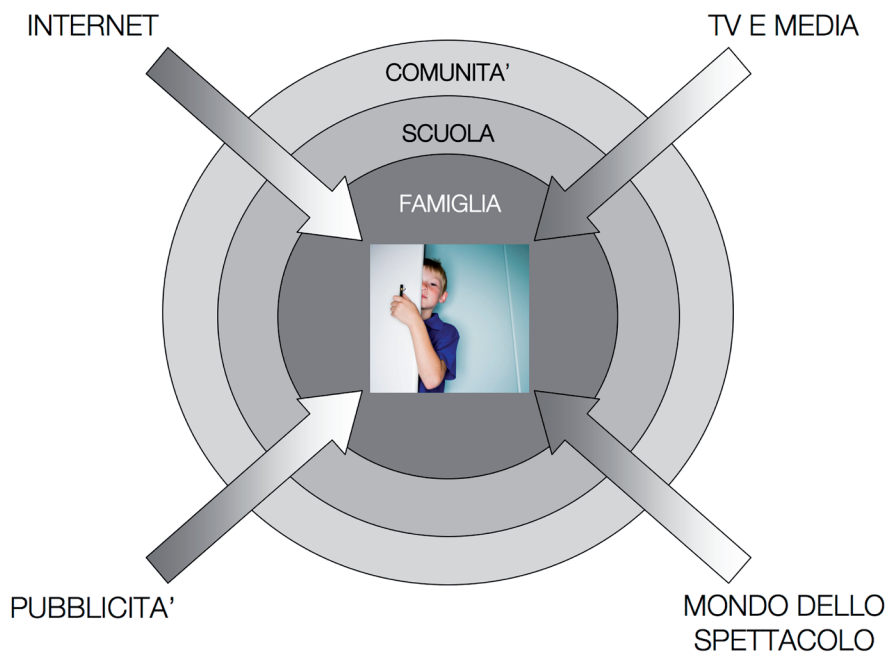 INTERNET
TV E MEDIA
COMUNITA'
SCUOLA
FAMIGLIA
PUBBLICITA'
MONDO DELLO
SPETTACOLO